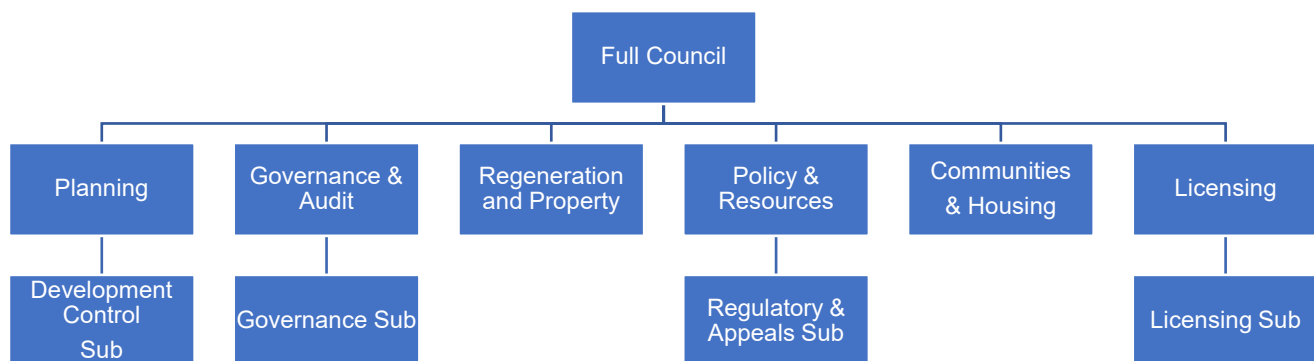 Full Council
Planning
Governance &
Audit
Regeneration
and Property
Policy &
Resources
Communities
& Housing
Licensing
Development
Control
Sub
Governance Sub
Regulatory &
Appeals Sub
Licensing Sub